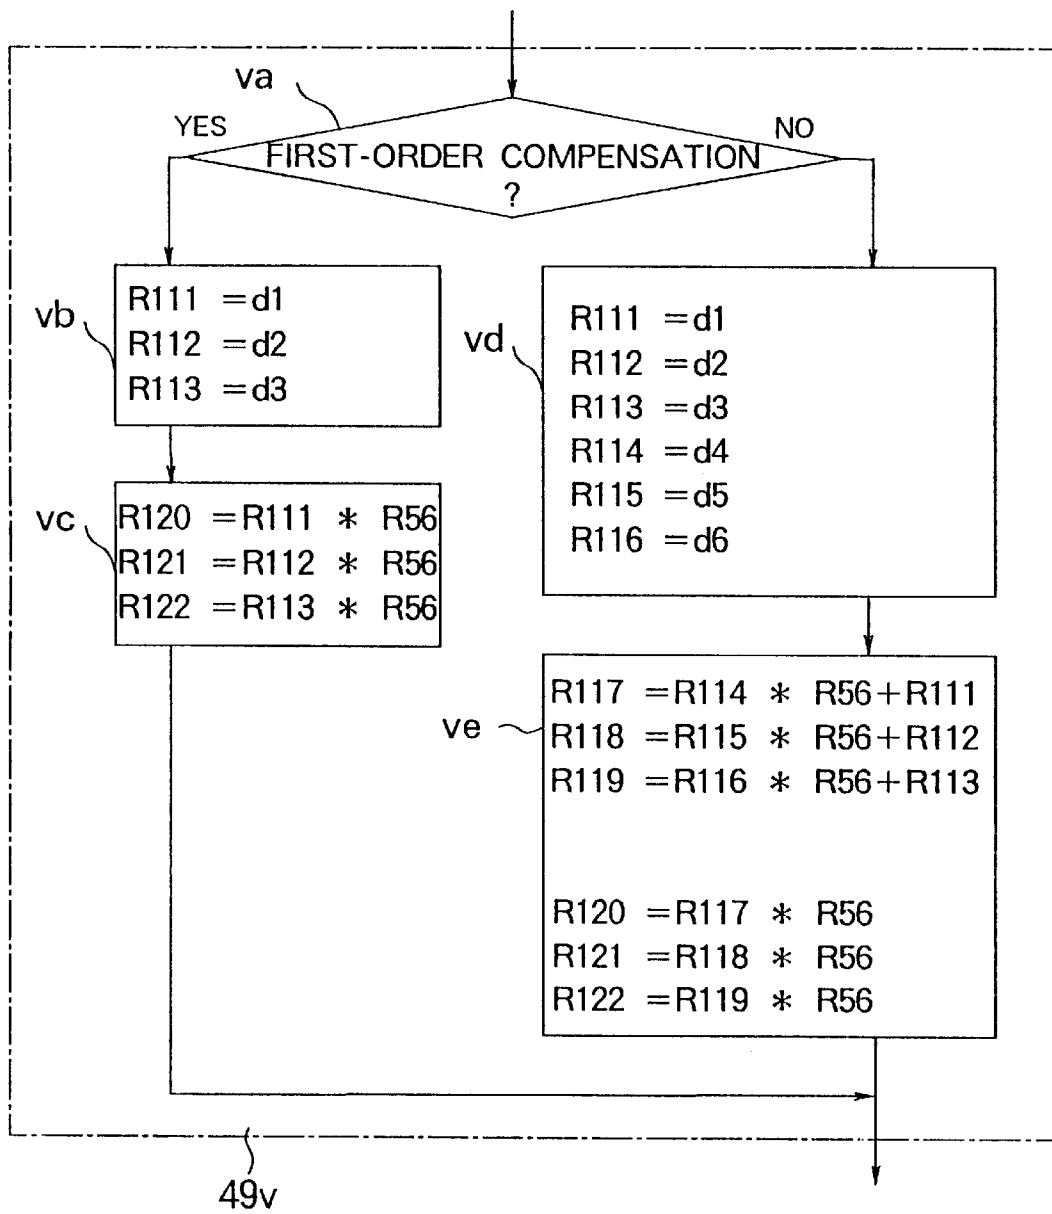 va
YES
NO
FIRST-ORDER COMPENSATION
?
vb
R111 =d1
R112 =d2
R113 =d3
vc
R120 =R111 * R56
R121 =R112 * R56
R122 =R113 * R56
vd
R111 =d1
R112 =d2
R113 =d3
R114 =d4
R115 =d5
R116 =d6
ve
R117 =R114 * R56+R111
R118 =R115 * R56+R112
R119 =R116 * R56+R113
R120 =R117 * R56
R121 =R118 * R56
R122 =R119 * R56
49v